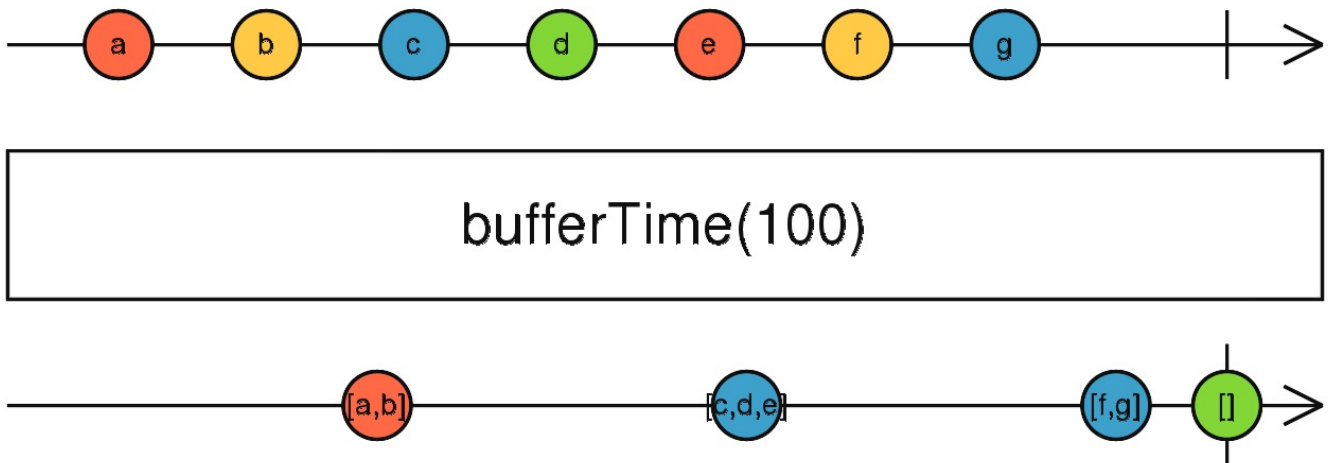 a b c d e f g
bufferTime(100)
[a,b] [c,d,e] [f,g] []